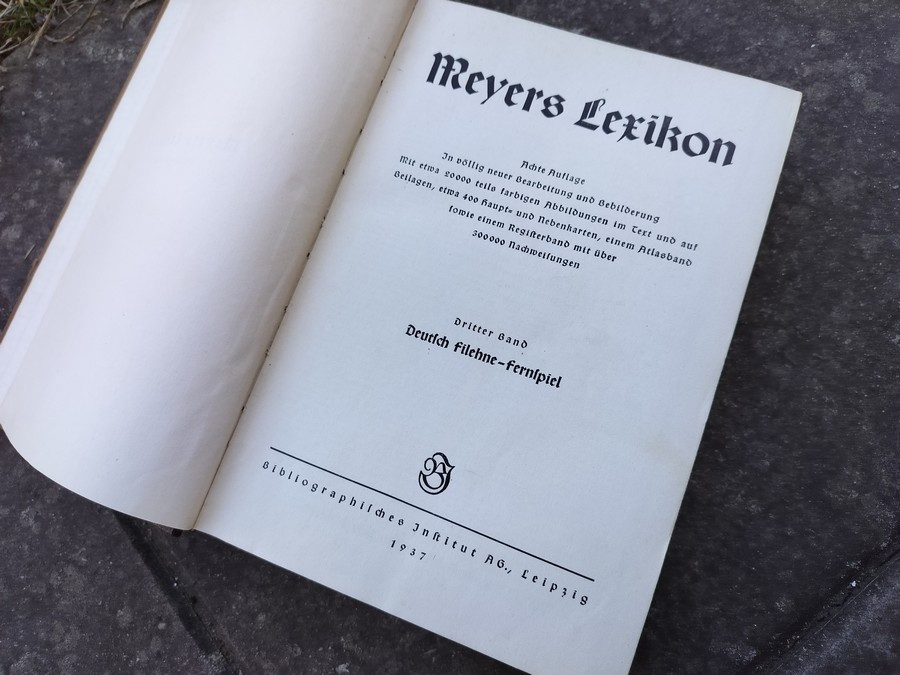 Meyers Lexikon
Achte Auflage
In völlig neuer Bearbeitung und Bebilderung
Mit etwa 20000 teils farbigen Abbildungen im Text und auf
Beilagen, etwa 400 Haupt- und Nebenkarten, einem Atlasband
sowie einem Registerband mit über
500000 Nachweisungen
Dritter Band
Deutsch Filehne-Fernspiel
BI
Bibliographisches Institut AG., Leipzig
1937